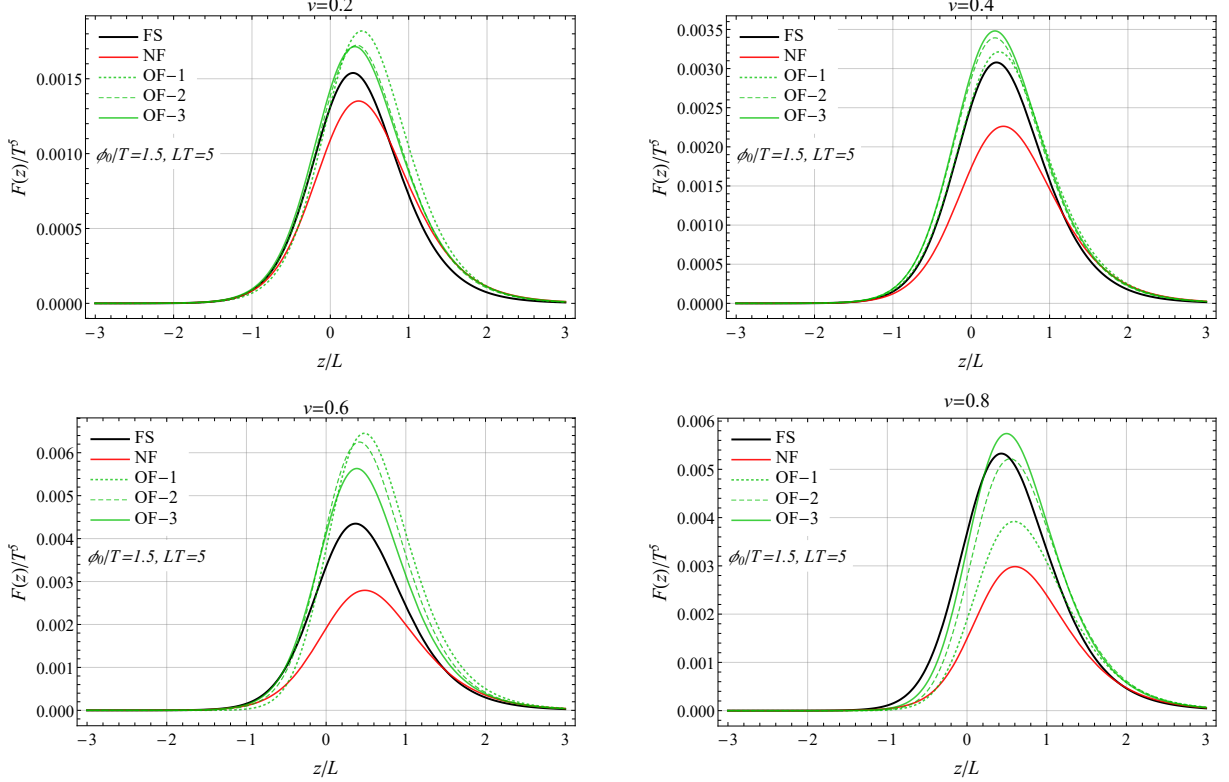 v=0.2
FS
NF
OF−1
OF−2
OF−3
ϕ₀/T=1.5, LT=5
F(z)/T⁵
0.0015
0.0010
0.0005
0.0000
−3 −2 −1 0 1 2 3
z/L
v=0.4
FS
NF
OF−1
OF−2
OF−3
ϕ₀/T=1.5, LT=5
F(z)/T⁵
0.0035
0.0030
0.0025
0.0020
0.0015
0.0010
0.0005
0.0000
−3 −2 −1 0 1 2 3
z/L
v=0.6
FS
NF
OF−1
OF−2
OF−3
ϕ₀/T=1.5, LT=5
F(z)/T⁵
0.006
0.005
0.004
0.003
0.002
0.001
0.000
−3 −2 −1 0 1 2 3
z/L
v=0.8
FS
NF
OF−1
OF−2
OF−3
ϕ₀/T=1.5, LT=5
F(z)/T⁵
0.006
0.005
0.004
0.003
0.002
0.001
0.000
−3 −2 −1 0 1 2 3
z/L